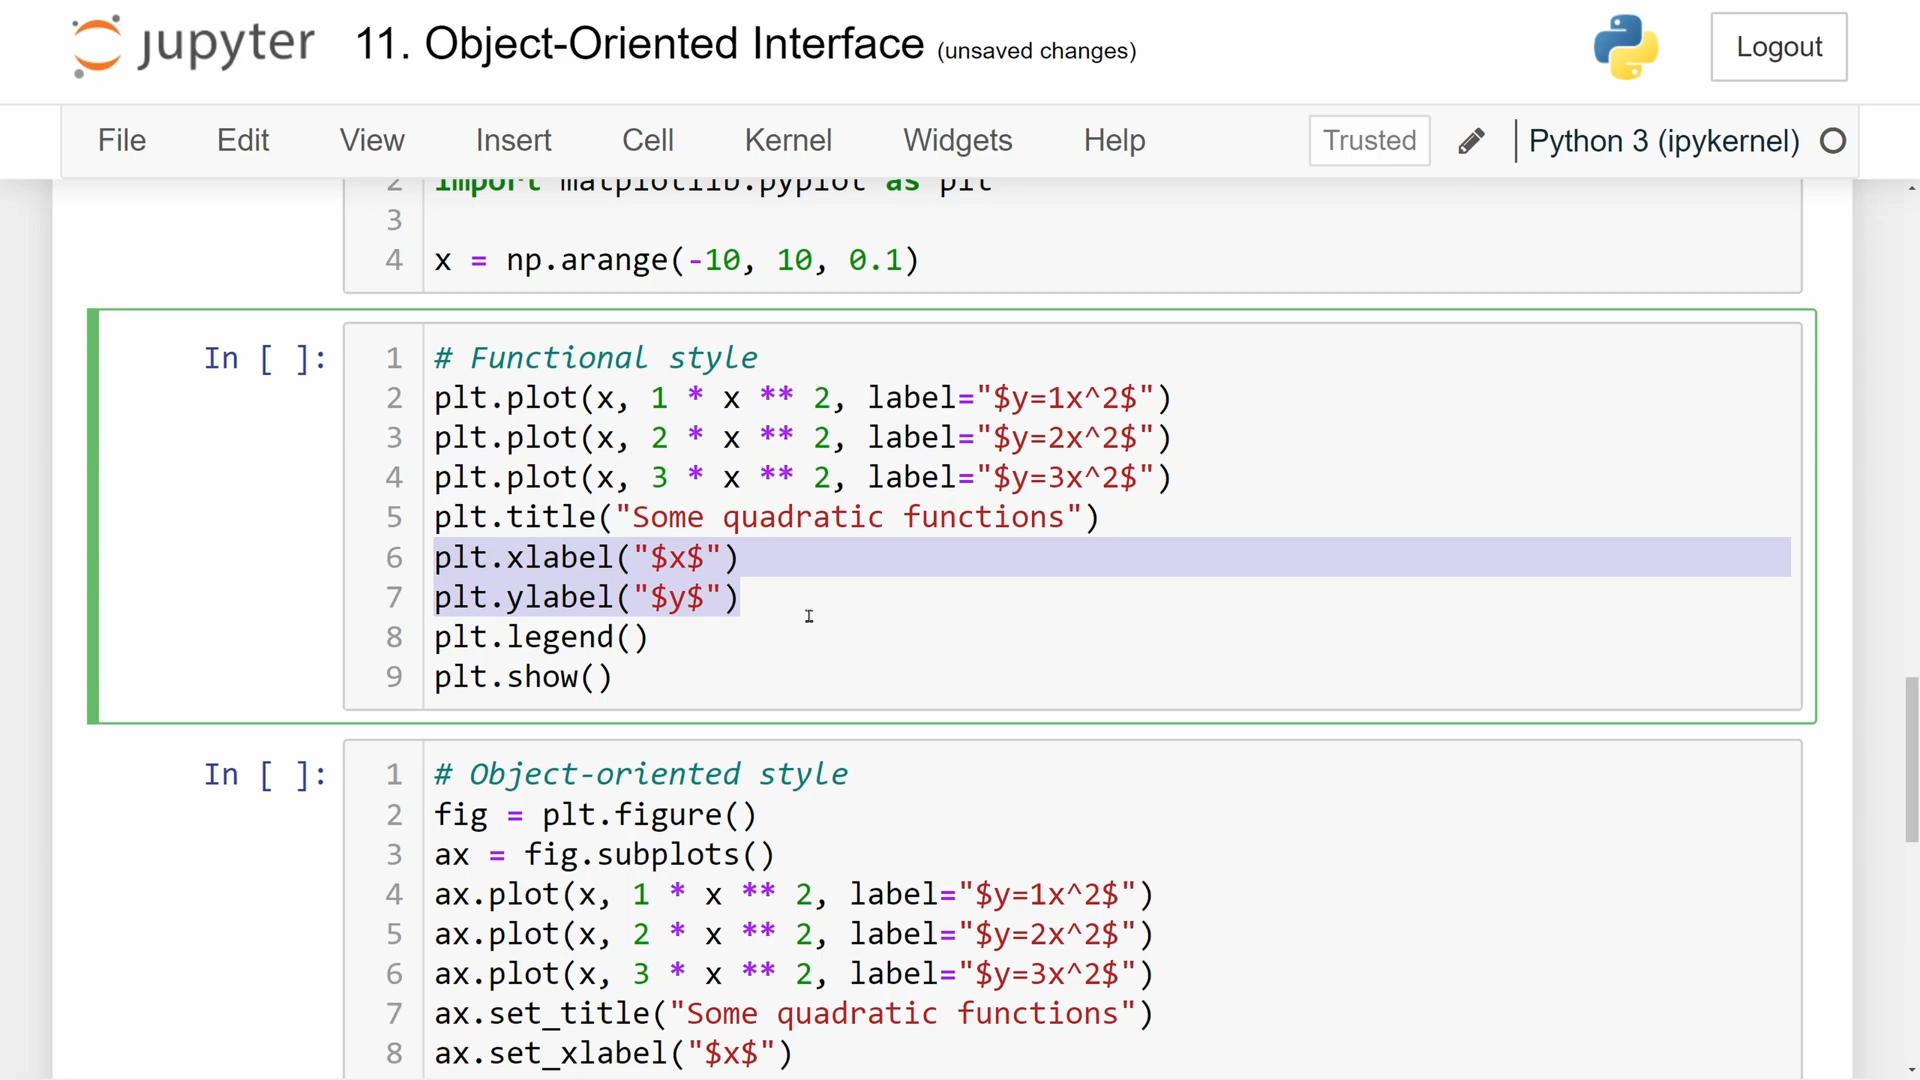 jupyter 11. Object-Oriented Interface (unsaved changes) Logout
File Edit View Insert Cell Kernel Widgets Help Trusted Python 3 (ipykernel)
2 import matplotlib.pyplot as plt
3
4 x = np.arange(-10, 10, 0.1)
In [ ]: 1 # Functional style
2 plt.plot(x, 1 * x ** 2, label="$y=1x^2$")
3 plt.plot(x, 2 * x ** 2, label="$y=2x^2$")
4 plt.plot(x, 3 * x ** 2, label="$y=3x^2$")
5 plt.title("Some quadratic functions")
6 plt.xlabel("$x$")
7 plt.ylabel("$y$")
8 plt.legend()
9 plt.show()
In [ ]: 1 # Object-oriented style
2 fig = plt.figure()
3 ax = fig.subplots()
4 ax.plot(x, 1 * x ** 2, label="$y=1x^2$")
5 ax.plot(x, 2 * x ** 2, label="$y=2x^2$")
6 ax.plot(x, 3 * x ** 2, label="$y=3x^2$")
7 ax.set_title("Some quadratic functions")
8 ax.set_xlabel("$x$")